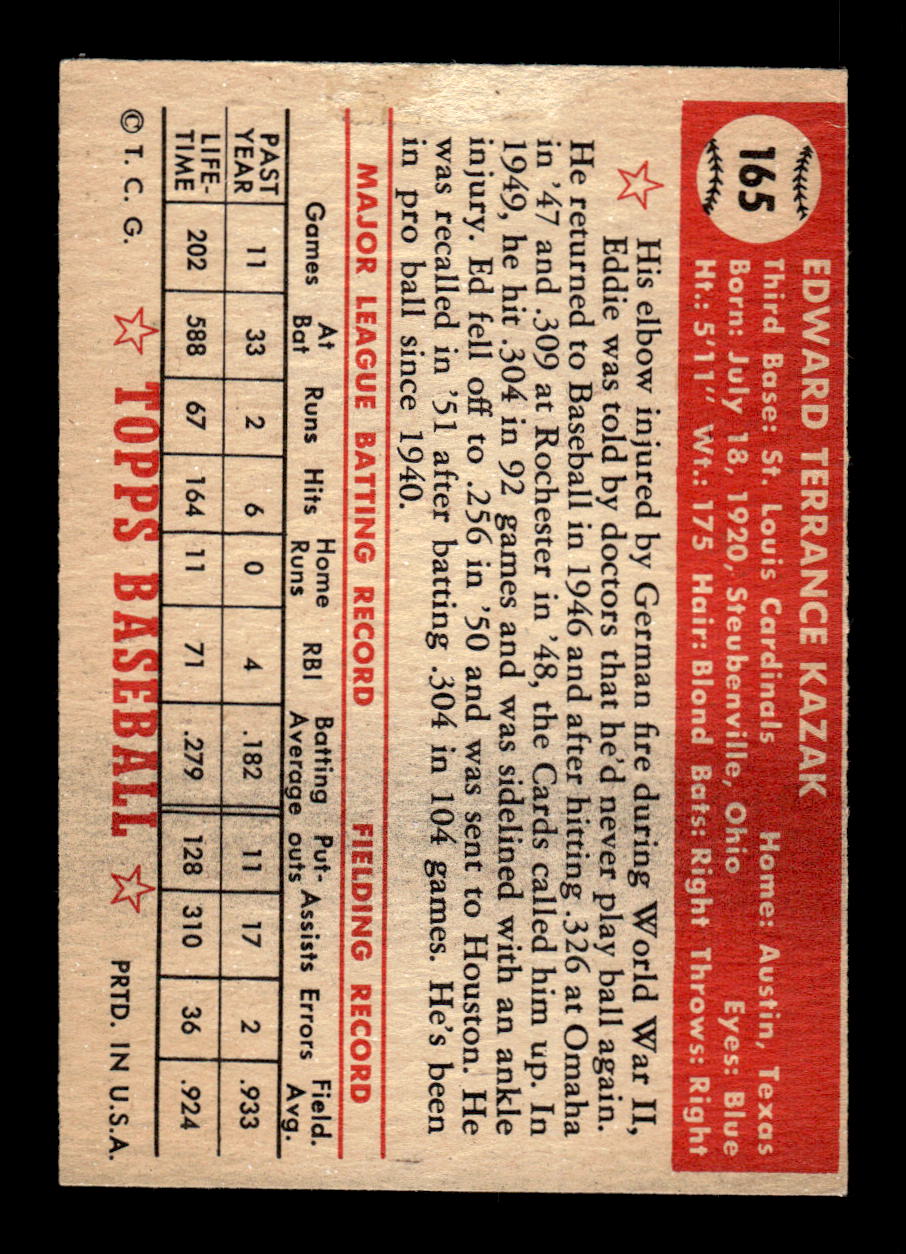 165
EDWARD TERRANCE KAZAK
Third Base: St. Louis Cardinals Home: Austin, Texas
Born: July 18, 1920, Steubenville, Ohio Eyes: Blue
Ht.: 5'11" Wt.: 175 Hair: Blond Bats: Right Throws: Right
His elbow injured by German fire during World War II,
Eddie was told by doctors that he'd never play ball again.
He returned to Baseball in 1946 and after hitting .326 at Omaha
in '47 and .309 at Rochester in '48, the Cards called him up. In
1949, he hit .304 in 92 games and was sidelined with an ankle
injury. Ed fell off to .256 in '50 and was sent to Houston. He
was recalled in '51 after batting .304 in 104 games. He's been
in pro ball since 1940.
MAJOR LEAGUE BATTING RECORD FIELDING RECORD
Games At Bat Runs Hits Home Runs RBI Batting Average Put-outs Assists Errors Field. Avg.
PAST YEAR 11 33 2 6 0 4 .182 11 17 2 .933
LIFE-TIME 202 588 67 164 11 71 .279 128 310 36 .924
© T. C. G. TOPPS BASEBALL PRTD. IN U.S.A.